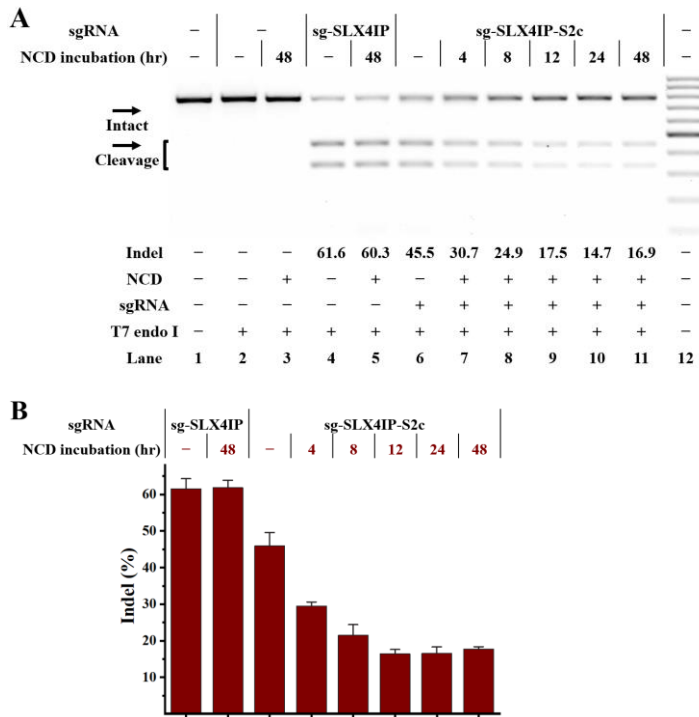 A
sgRNA – – sg-SLX4IP sg-SLX4IP-S2c –
NCD incubation (hr) – – 48 – 48 – 4 8 12 24 48 –
Intact
Cleavage
Indel – – – 61.6 60.3 45.5 30.7 24.9 17.5 14.7 16.9 –
NCD – – + – + – + + + + + –
sgRNA – – – – – + + + + + + –
T7 endo I – + + + + + + + + + + –
Lane 1 2 3 4 5 6 7 8 9 10 11 12
B
sgRNA sg-SLX4IP sg-SLX4IP-S2c
NCD incubation (hr) – 48 – 4 8 12 24 48
Indel (%)
60
50
40
30
20
10